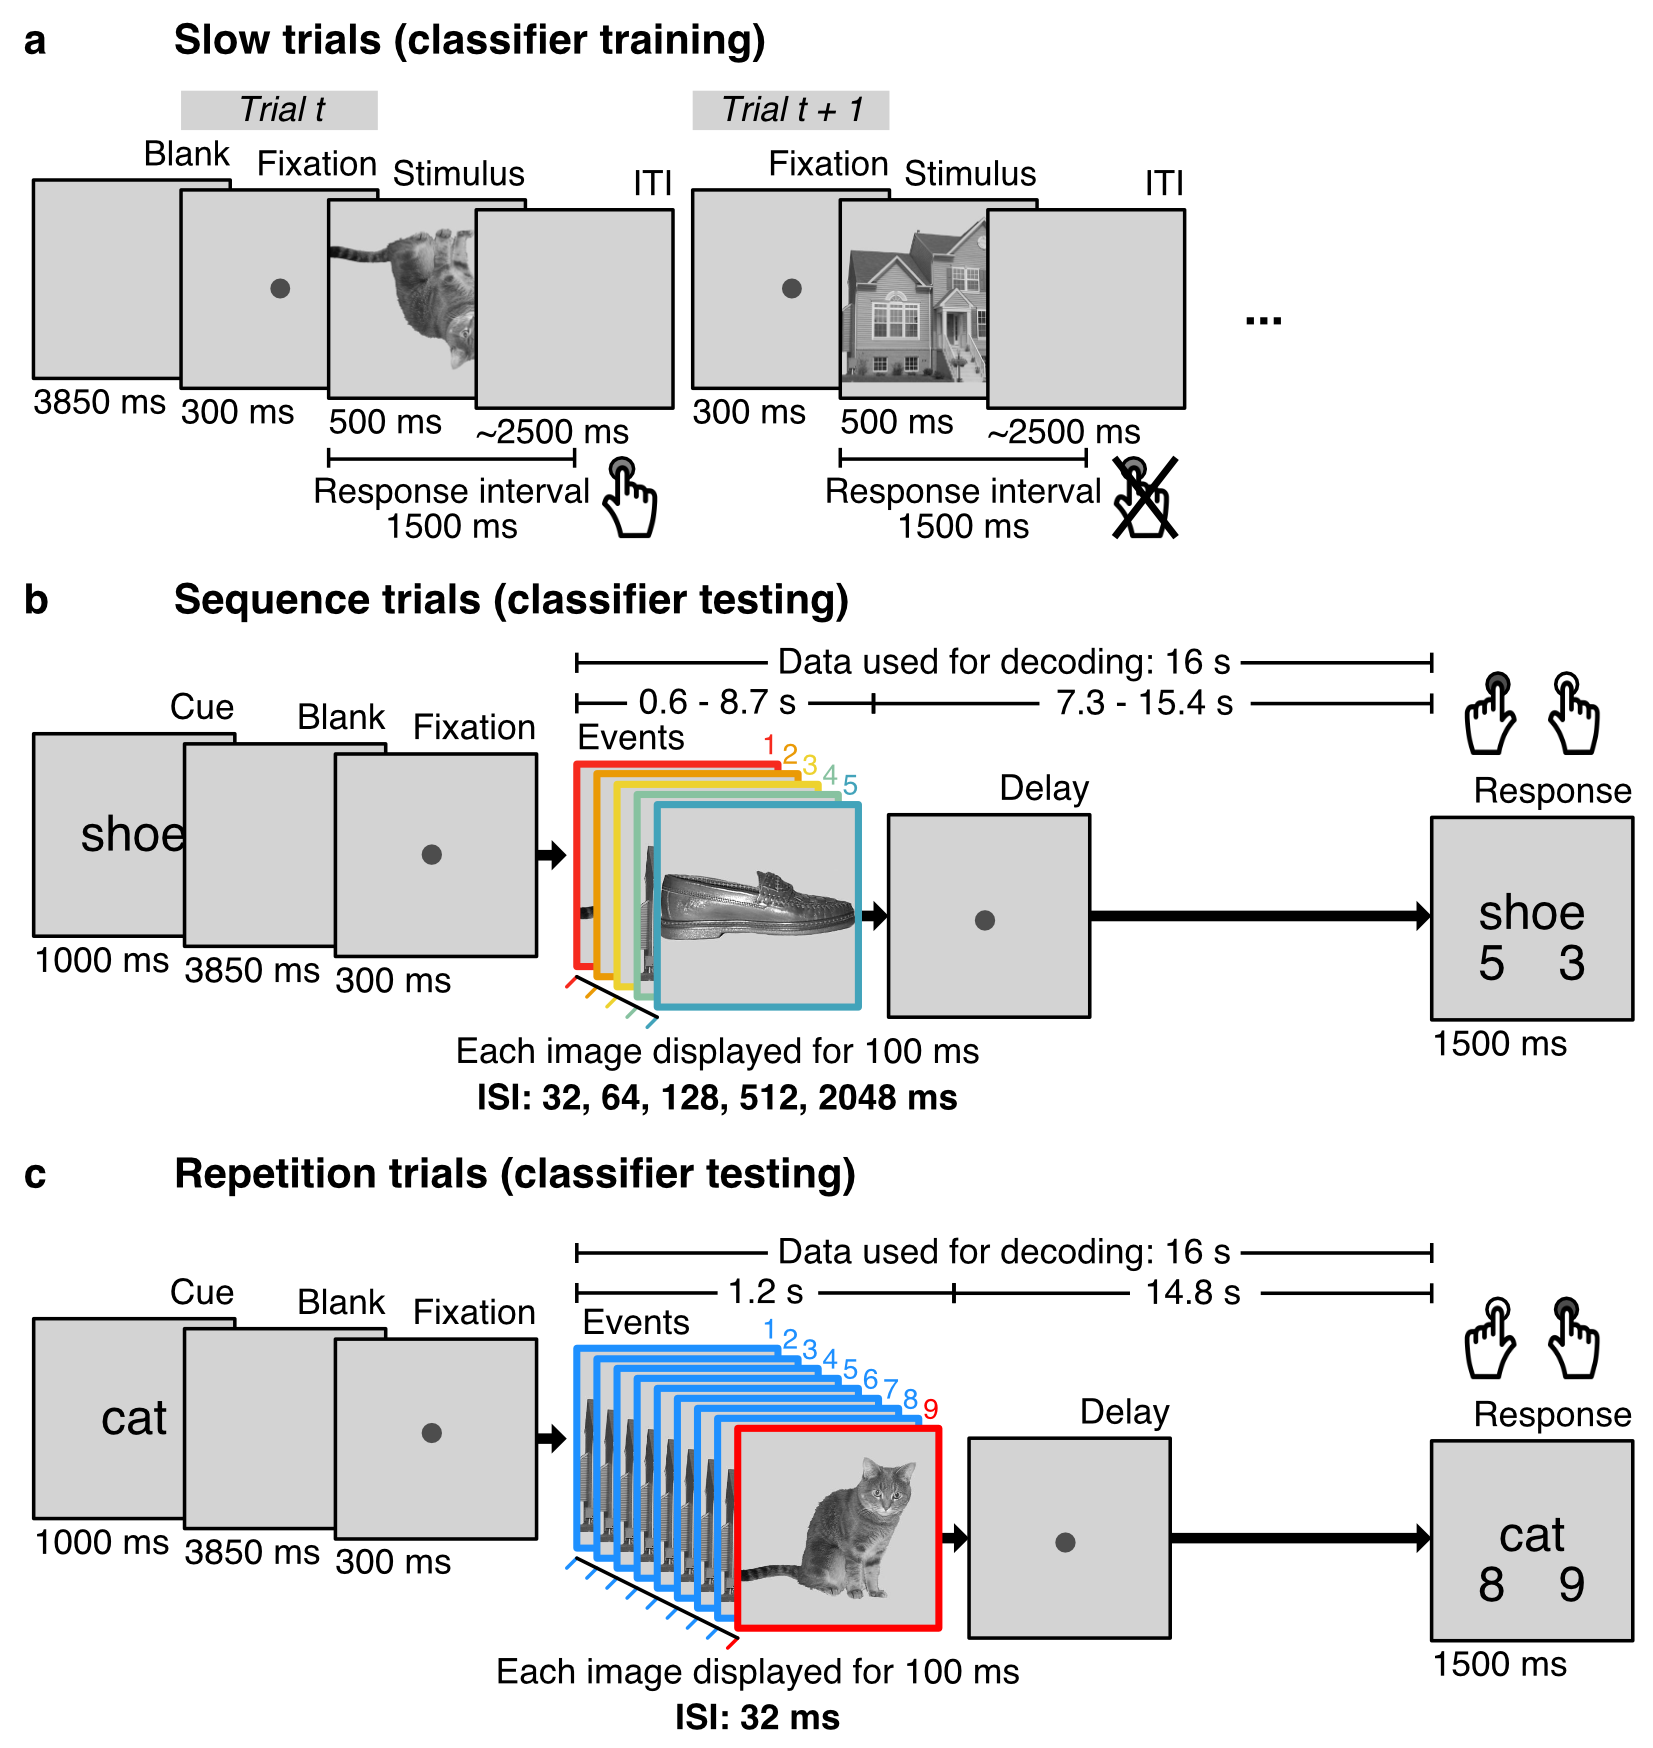 a Slow trials (classifier training)
Trial t
Trial t + 1
Blank
Fixation
Stimulus
ITI
Fixation
Stimulus
ITI
3850 ms
300 ms
500 ms
~2500 ms
300 ms
500 ms
~2500 ms
...
Response interval
1500 ms
Response interval
1500 ms
b Sequence trials (classifier testing)
Data used for decoding: 16 s
0.6 - 8.7 s
7.3 - 15.4 s
Cue
Blank
Fixation
Events
1 2 3 4 5
Delay
Response
shoe
shoe
5 3
1000 ms
3850 ms
300 ms
1500 ms
Each image displayed for 100 ms
ISI: 32, 64, 128, 512, 2048 ms
c Repetition trials (classifier testing)
Data used for decoding: 16 s
1.2 s
14.8 s
Cue
Blank
Fixation
Events
1 2 3 4 5 6 7 8 9
Delay
Response
cat
cat
8 9
1000 ms
3850 ms
300 ms
1500 ms
Each image displayed for 100 ms
ISI: 32 ms